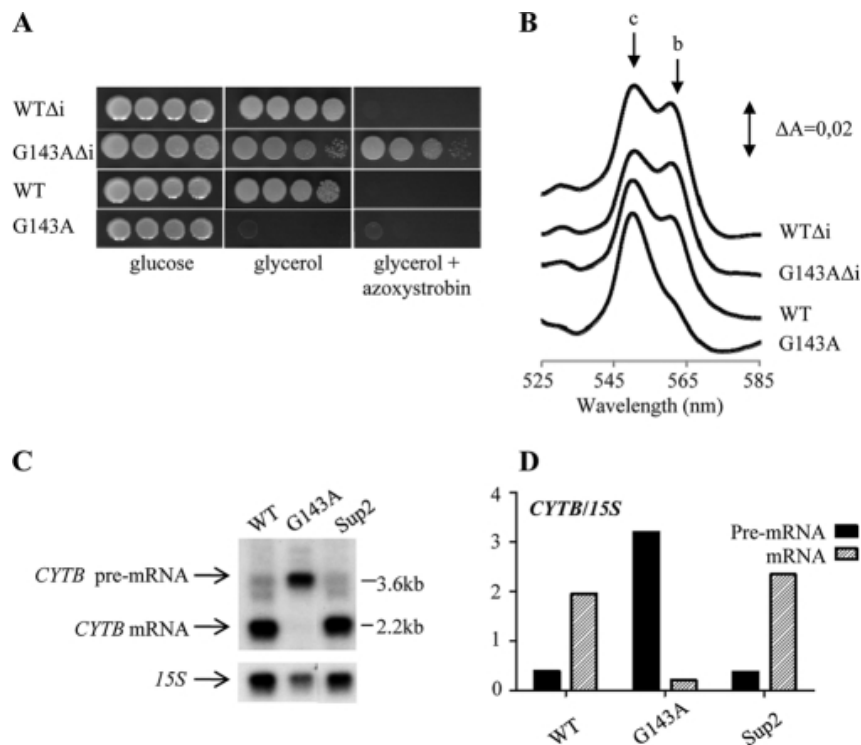 A
WTΔi
G143AΔi
WT
G143A
glucose
glycerol
glycerol +
azoxystrobin
B
c
b
ΔA=0,02
WTΔi
G143AΔi
WT
G143A
525
545
565
585
Wavelength (nm)
C
WT
G143A
Sup2
CYTB pre-mRNA
3.6kb
CYTB mRNA
2.2kb
15S
D
CYTB/15S
Pre-mRNA
mRNA
4
3
2
1
0
WT
G143A
Sup2